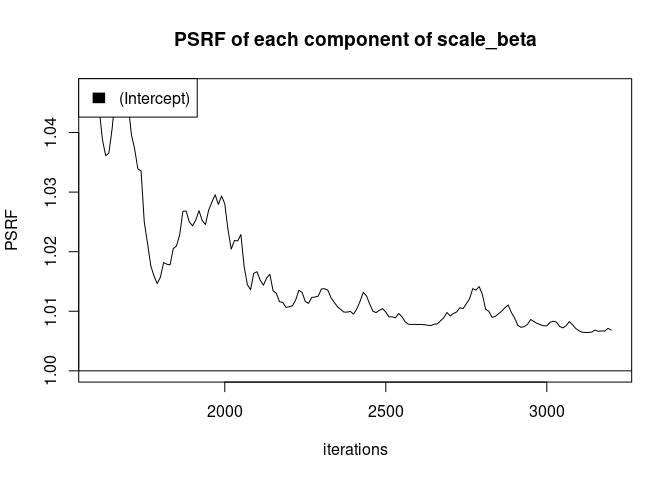 PSRF of each component of scale_beta
(Intercept)
PSRF
1.04
1.03
1.02
1.01
1.00
2000 2500 3000
iterations